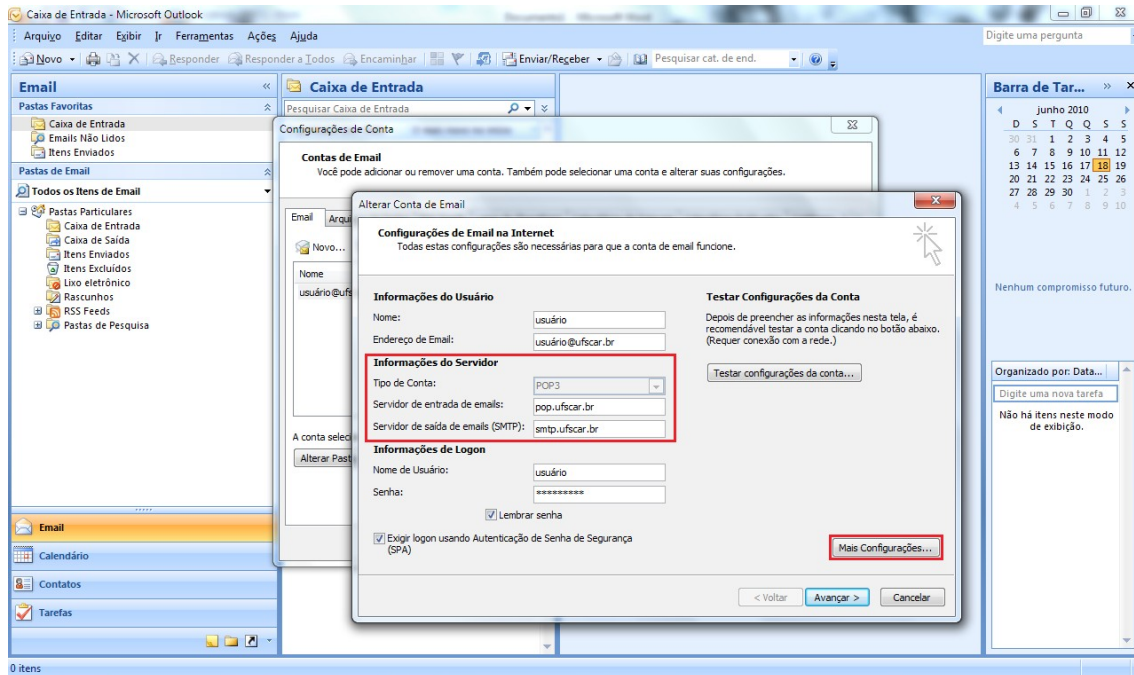 Caixa de Entrada - Microsoft Outlook
Arquivo Editar Exibir Ir Ferramentas Ações Ajuda
Digite uma pergunta
Novo Responder Responder a Todos Encaminhar Enviar/Receber Pesquisar cat. de end.
Email «
Pastas Favoritas
Caixa de Entrada
Emails Não Lidos
Itens Enviados
Pastas de Email
Todos os Itens de Email
Pastas Particulares
Caixa de Entrada
Caixa de Saída
Itens Enviados
Itens Excluídos
Lixo eletrônico
Rascunhos
RSS Feeds
Pastas de Pesquisa
Email
Calendário
Contatos
Tarefas
0 itens
Caixa de Entrada
Pesquisar Caixa de Entrada
Configurações de Conta
Contas de Email
Você pode adicionar ou remover uma conta. Também pode selecionar uma conta e alterar suas configurações.
Email Arqui
Novo...
Nome
usuário@ufs
A conta seleci
Alterar Past
Alterar Conta de Email
Configurações de Email na Internet
Todas estas configurações são necessárias para que a conta de email funcione.
Informações do Usuário
Nome: usuário
Endereço de Email: usuário@ufscar.br
Informações do Servidor
Tipo de Conta: POP3
Servidor de entrada de emails: pop.ufscar.br
Servidor de saída de emails (SMTP): smtp.ufscar.br
Informações de Logon
Nome de Usuário: usuário
Senha: *********
Lembrar senha
Exigir logon usando Autenticação de Senha de Segurança
(SPA)
Testar Configurações da Conta
Depois de preencher as informações nesta tela, é
recomendável testar a conta clicando no botão abaixo.
(Requer conexão com a rede.)
Testar configurações da conta...
Mais Configurações...
< Voltar Avançar > Cancelar
Barra de Tar... »
junho 2010
D S T Q Q S S
30 31 1 2 3 4 5
6 7 8 9 10 11 12
13 14 15 16 17 18 19
20 21 22 23 24 25 26
27 28 29 30 1 2 3
4 5 6 7 8 9 10
Nenhum compromisso futuro.
Organizado por: Data...
Digite uma nova tarefa
Não há itens neste modo
de exibição.